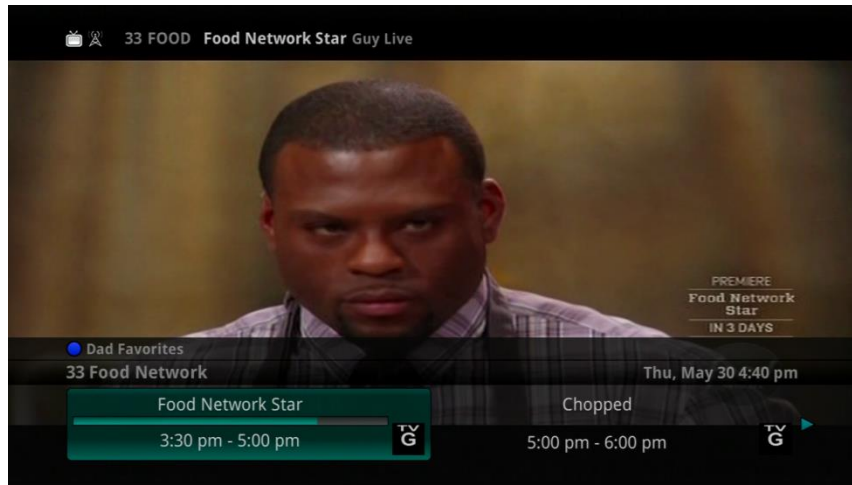 33 FOOD Food Network Star Guy Live
PREMIERE
Food Network
Star
IN 3 DAYS
Dad Favorites
33 Food Network Thu, May 30 4:40 pm
Food Network Star Chopped
3:30 pm - 5:00 pm TV G 5:00 pm - 6:00 pm TV G